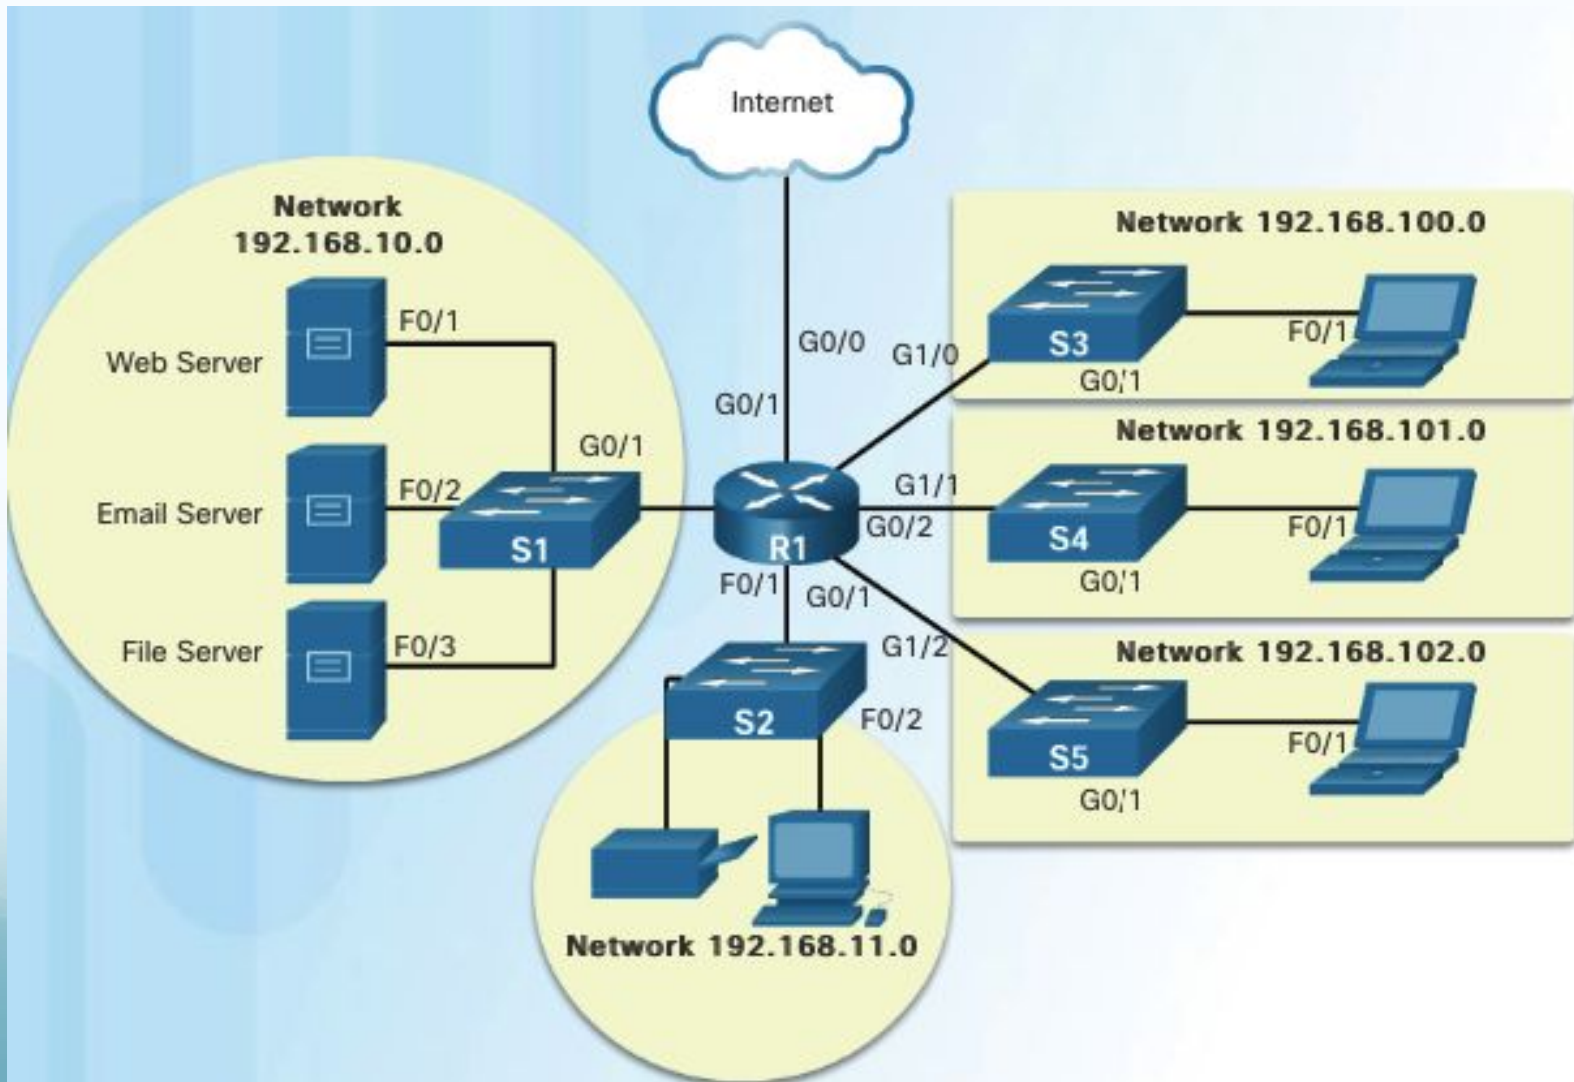 Internet
Network
192.168.10.0
Web Server
F0/1
Email Server
F0/2
File Server
F0/3
G0/1
S1
G0/0
G0/1
G1/0
G1/1
G0/2
R1
F0/1
G0/1
G1/2
S2
F0/2
Network 192.168.11.0
Network 192.168.100.0
S3
G0/1
F0/1
Network 192.168.101.0
S4
G0/1
F0/1
Network 192.168.102.0
S5
G0/1
F0/1